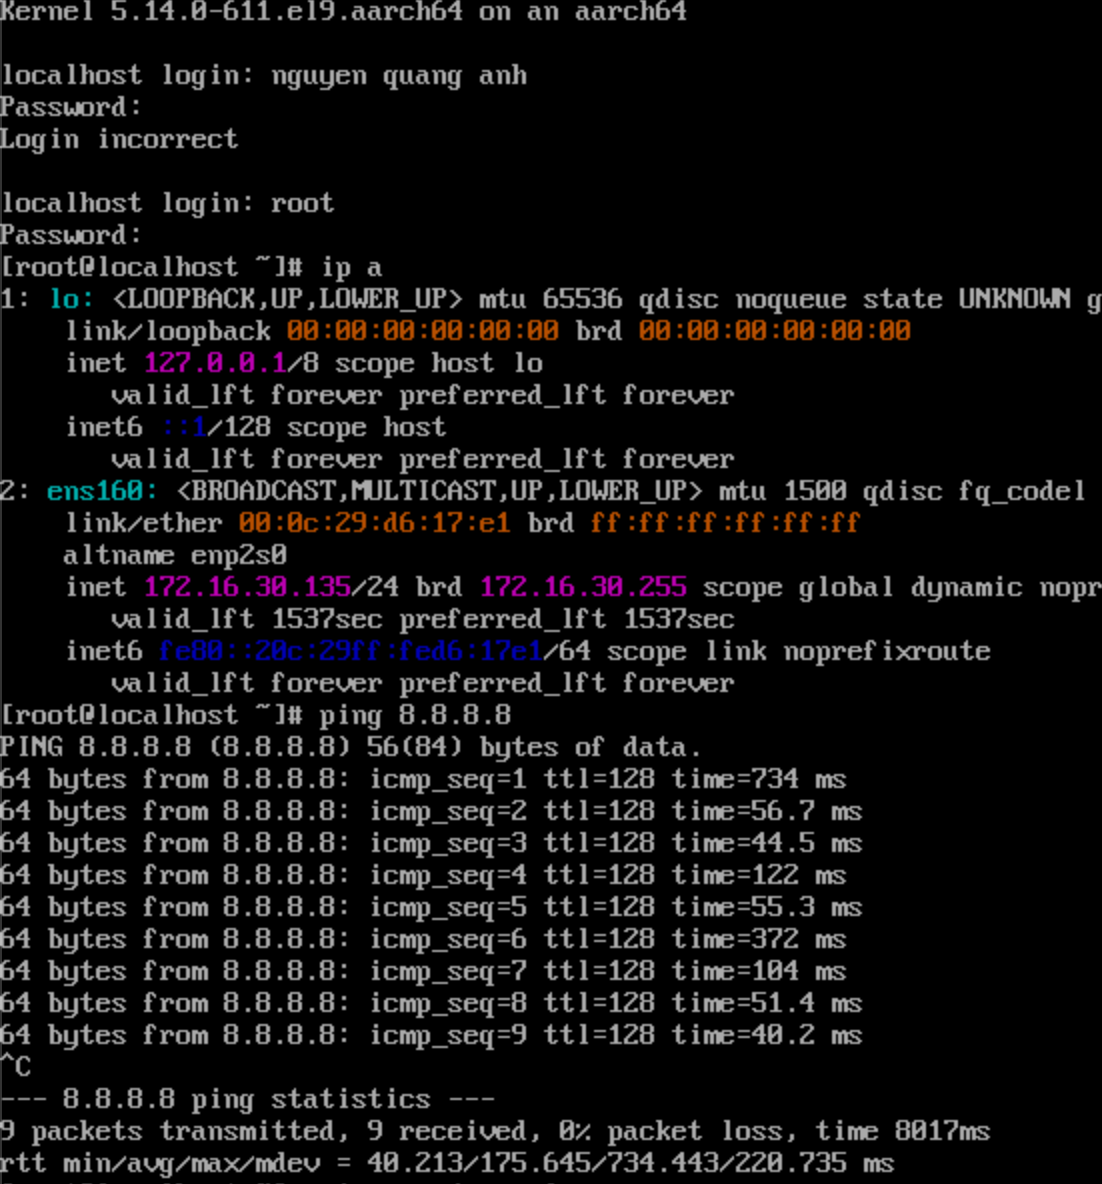 Kernel 5.14.0-611.el9.aarch64 on an aarch64
localhost login: nguyen quang anh
Password:
Login incorrect
localhost login: root
Password:
[root@localhost ~]# ip a
1: lo: <LOOPBACK,UP,LOWER_UP> mtu 65536 qdisc noqueue state UNKNOWN g
link/loopback 00:00:00:00:00:00 brd 00:00:00:00:00:00
inet 127.0.0.1/8 scope host lo
valid_lft forever preferred_lft forever
inet6 ::1/128 scope host
valid_lft forever preferred_lft forever
2: ens160: <BROADCAST,MULTICAST,UP,LOWER_UP> mtu 1500 qdisc fq_codel
link/ether 00:0c:29:d6:17:e1 brd ff:ff:ff:ff:ff:ff
altname enp2s0
inet 172.16.30.135/24 brd 172.16.30.255 scope global dynamic nopr
valid_lft 1537sec preferred_lft 1537sec
inet6 fe80::20c:29ff:fed6:17e1/64 scope link noprefixroute
valid_lft forever preferred_lft forever
[root@localhost ~]# ping 8.8.8.8
PING 8.8.8.8 (8.8.8.8) 56(84) bytes of data.
64 bytes from 8.8.8.8: icmp_seq=1 ttl=128 time=734 ms
64 bytes from 8.8.8.8: icmp_seq=2 ttl=128 time=56.7 ms
64 bytes from 8.8.8.8: icmp_seq=3 ttl=128 time=44.5 ms
64 bytes from 8.8.8.8: icmp_seq=4 ttl=128 time=122 ms
64 bytes from 8.8.8.8: icmp_seq=5 ttl=128 time=55.3 ms
64 bytes from 8.8.8.8: icmp_seq=6 ttl=128 time=372 ms
64 bytes from 8.8.8.8: icmp_seq=7 ttl=128 time=104 ms
64 bytes from 8.8.8.8: icmp_seq=8 ttl=128 time=51.4 ms
64 bytes from 8.8.8.8: icmp_seq=9 ttl=128 time=40.2 ms
^C
--- 8.8.8.8 ping statistics ---
9 packets transmitted, 9 received, 0% packet loss, time 8017ms
rtt min/avg/max/mdev = 40.213/175.645/734.443/220.735 ms